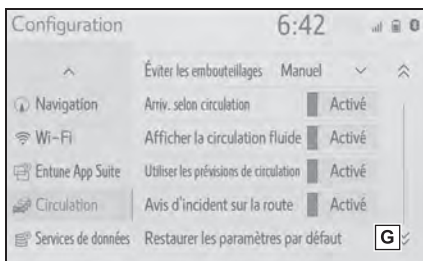 Configuration 6:42
Éviter les embouteillages Manuel
Navigation Arriv. selon circulation Activé
Wi-Fi Afficher la circulation fluide Activé
Entune App Suite Utiliser les prévisions de circulation Activé
Circulation Avis d'incident sur la route Activé
Services de données Restaurer les paramètres par défaut G